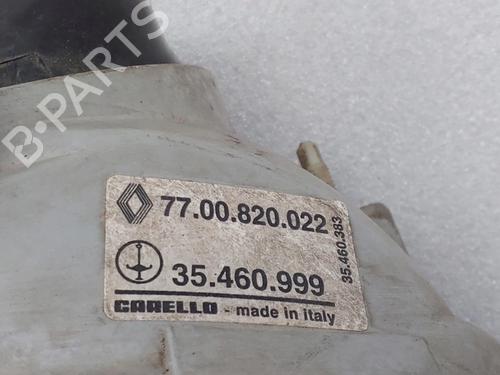 B-PARTS
77.00.820.022
35.460.999
35.460.383
CARELLO - made in italy